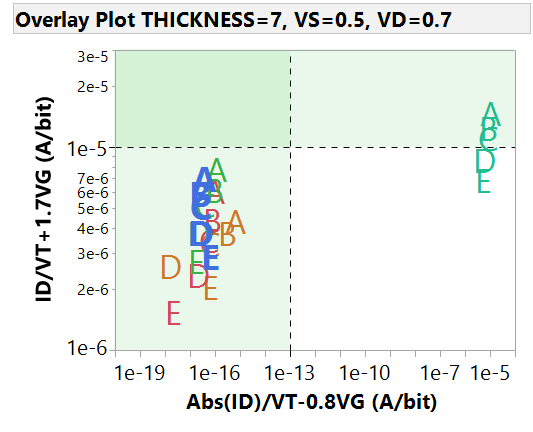 Overlay Plot THICKNESS=7, VS=0.5, VD=0.7
ID/VT+1.7VG (A/bit)
3e-5
2e-5
1e-5
7e-6
6e-6
5e-6
4e-6
3e-6
2e-6
1e-6
A
B
C
D
E
A
A
B
B
C
A
B
B
C
D
D
E
E
D
D
E
E
1e-19 1e-16 1e-13 1e-10 1e-7 1e-5
Abs(ID)/VT-0.8VG (A/bit)